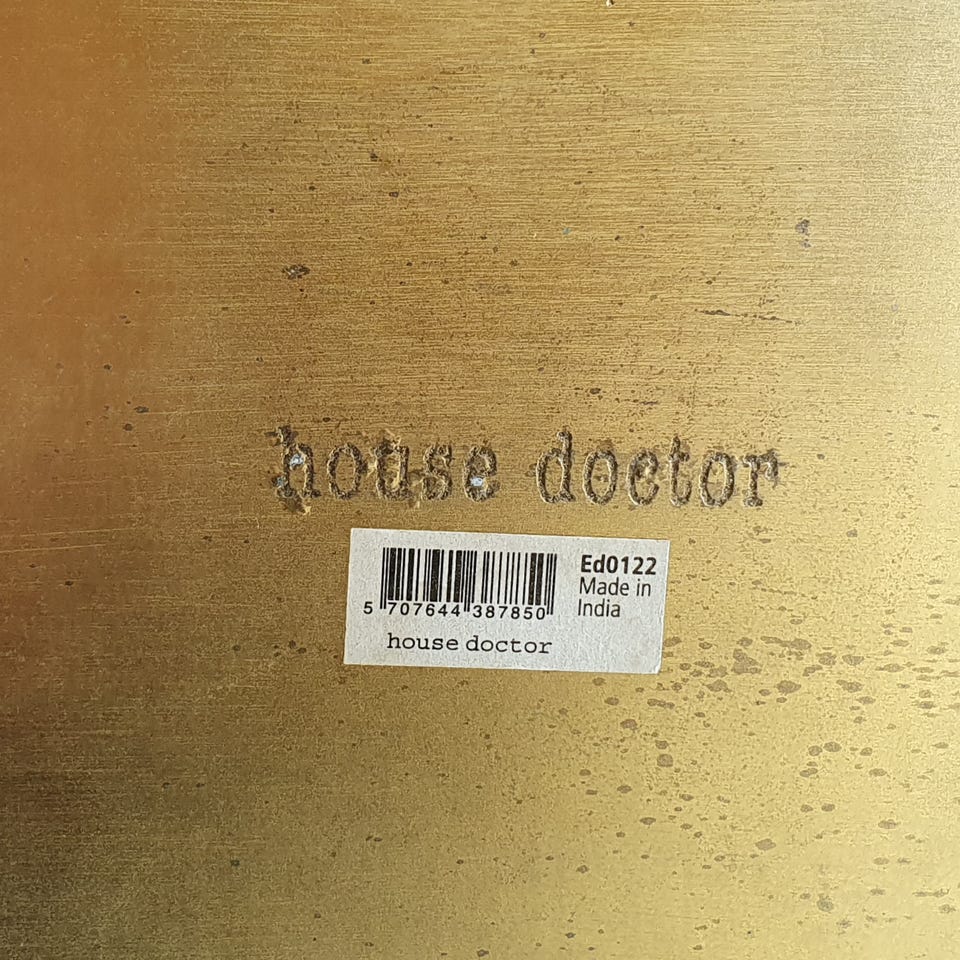 house doctor
Ed0122
Made in
India
5 707644 387850
house doctor